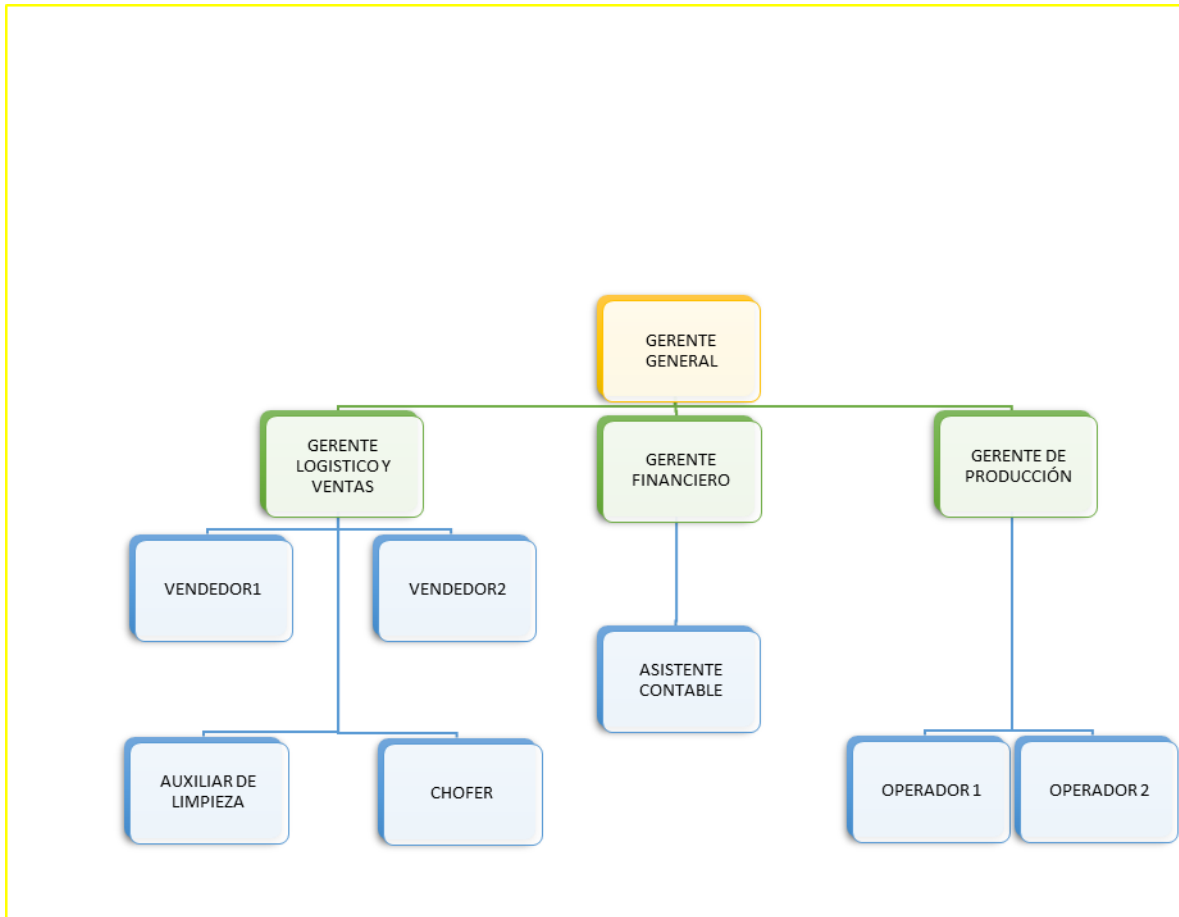 GERENTE
GENERAL
GERENTE
LOGISTICO Y
VENTAS
GERENTE
FINANCIERO
GERENTE DE
PRODUCCIÓN
VENDEDOR1
VENDEDOR2
ASISTENTE
CONTABLE
AUXILIAR DE
LIMPIEZA
CHOFER
OPERADOR 1
OPERADOR 2